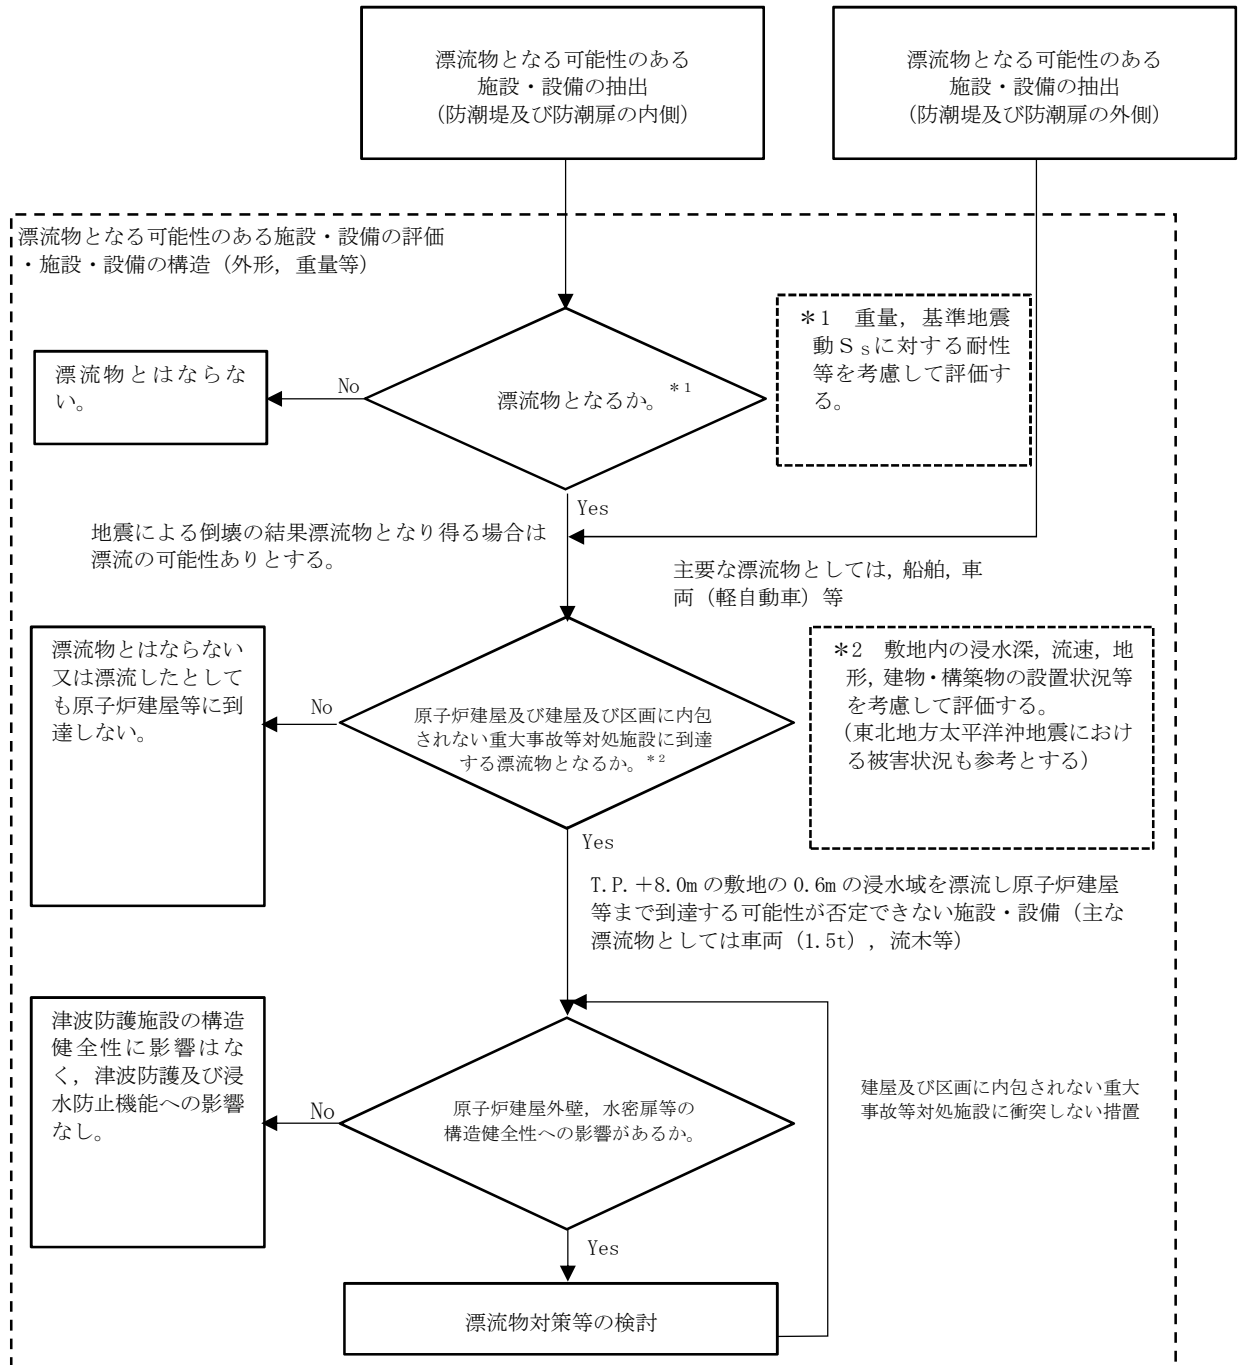 漂流物となる可能性のある
施設・設備の抽出
（防潮堤及び防潮扉の内側）
漂流物となる可能性のある
施設・設備の抽出
（防潮堤及び防潮扉の外側）
漂流物となる可能性のある施設・設備の評価
・施設・設備の構造（外形，重量等）
＊1　重量，基準地震
動Ｓｓに対する耐性
等を考慮して評価す
る。
漂流物とはならな
い。
No
漂流物となるか。＊1
Yes
地震による倒壊の結果漂流物となり得る場合は
漂流の可能性ありとする。
主要な漂流物としては，船舶，車
両（軽自動車）等
漂流物とはならない
又は漂流したとして
も原子炉建屋等に到
達しない。
No
原子炉建屋及び建屋及び区画に内包
されない重大事故等対処施設に到達
する漂流物となるか。＊2
＊2　敷地内の浸水深，流速，地
形，建物・構築物の設置状況等
を考慮して評価する。
（東北地方太平洋沖地震におけ
る被害状況も参考とする）
Yes
T.P.＋8.0mの敷地の0.6mの浸水域を漂流し原子炉建屋
等まで到達する可能性が否定できない施設・設備（主な
漂流物としては車両（1.5t），流木等）
津波防護施設の構造
健全性に影響はな
く，津波防護及び浸
水防止機能への影響
なし。
No
原子炉建屋外壁，水密扉等の
構造健全性への影響があるか。
建屋及び区画に内包されない重大
事故等対処施設に衝突しない措置
Yes
漂流物対策等の検討